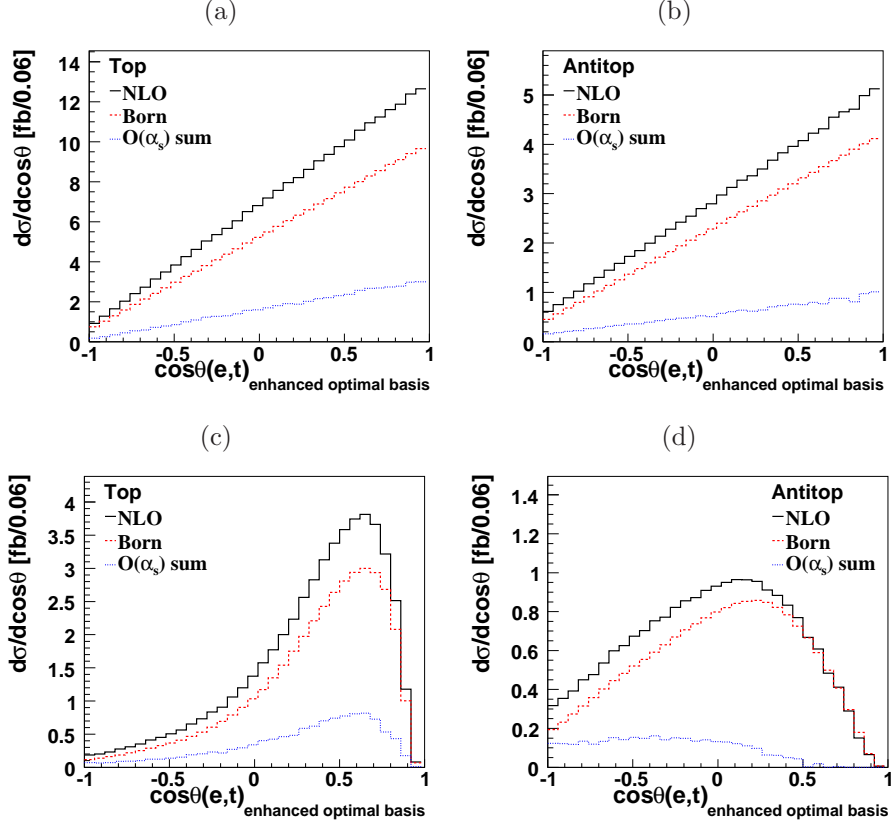 (a)
dσ/dcosθ [fb/0.06]
14
12
10
8
6
4
2
0
Top
NLO
Born
O(αₛ) sum
-1 -0.5 0 0.5 1
cosθ(e,t)
enhanced optimal basis
(b)
dσ/dcosθ [fb/0.06]
5
4
3
2
1
0
Antitop
NLO
Born
O(αₛ) sum
-1 -0.5 0 0.5 1
cosθ(e,t)
enhanced optimal basis
(c)
dσ/dcosθ [fb/0.06]
4
3.5
3
2.5
2
1.5
1
0.5
0
Top
NLO
Born
O(αₛ) sum
-1 -0.5 0 0.5 1
cosθ(e,t)
enhanced optimal basis
(d)
dσ/dcosθ [fb/0.06]
1.4
1.2
1
0.8
0.6
0.4
0.2
0
Antitop
NLO
Born
O(αₛ) sum
-1 -0.5 0 0.5 1
cosθ(e,t)
enhanced optimal basis